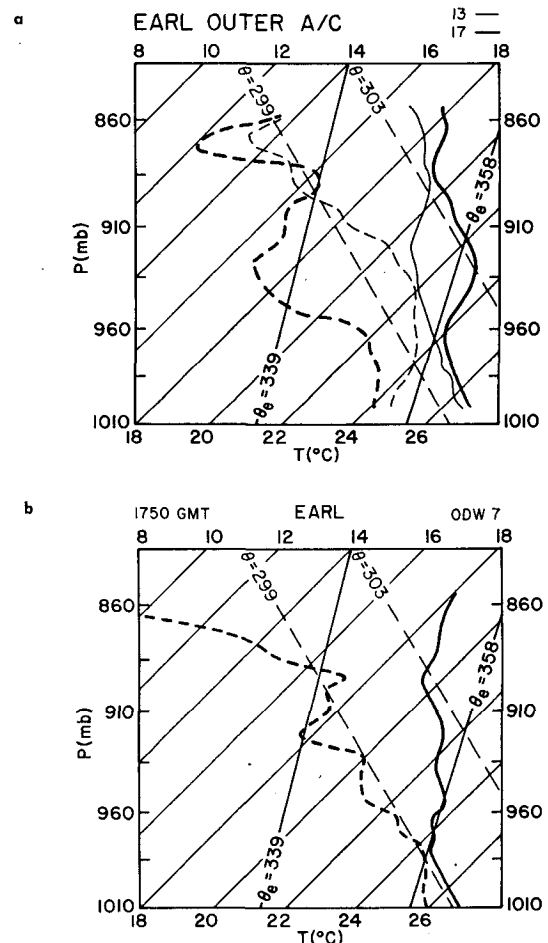 a
EARL OUTER A/C
13
17
8 10 12 14 16 18
θ=299
θ=303
860 860
θe=358
910 910
P(mb)
960 960
θe=339
1010 1010
18 20 22 24 26
T(°C)
b
1750 GMT EARL ODW 7
8 10 12 14 16 18
θ=299
θ=303
860 860
θe=358
910 910
P(mb)
960 960
θe=339
1010 1010
18 20 22 24 26
T(°C)